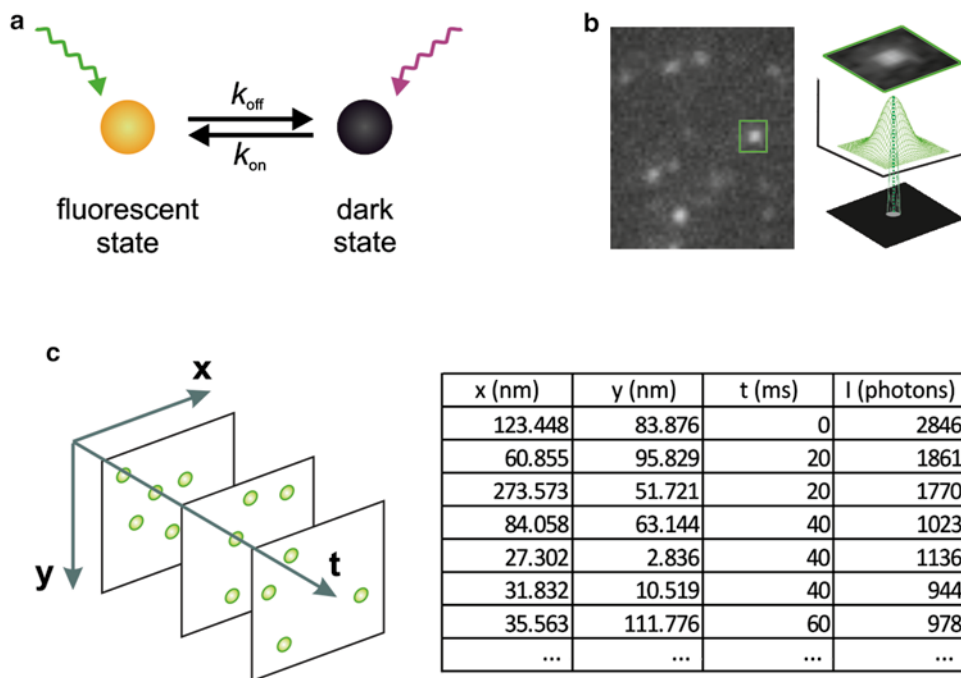 a
k off
k on
fluorescent
state
dark
state
b
c
x
y
t
x (nm) y (nm) t (ms) I (photons)
123.448 83.876 0 2846
60.855 95.829 20 1861
273.573 51.721 20 1770
84.058 63.144 40 1023
27.302 2.836 40 1136
31.832 10.519 40 944
35.563 111.776 60 978
... ... ... ...